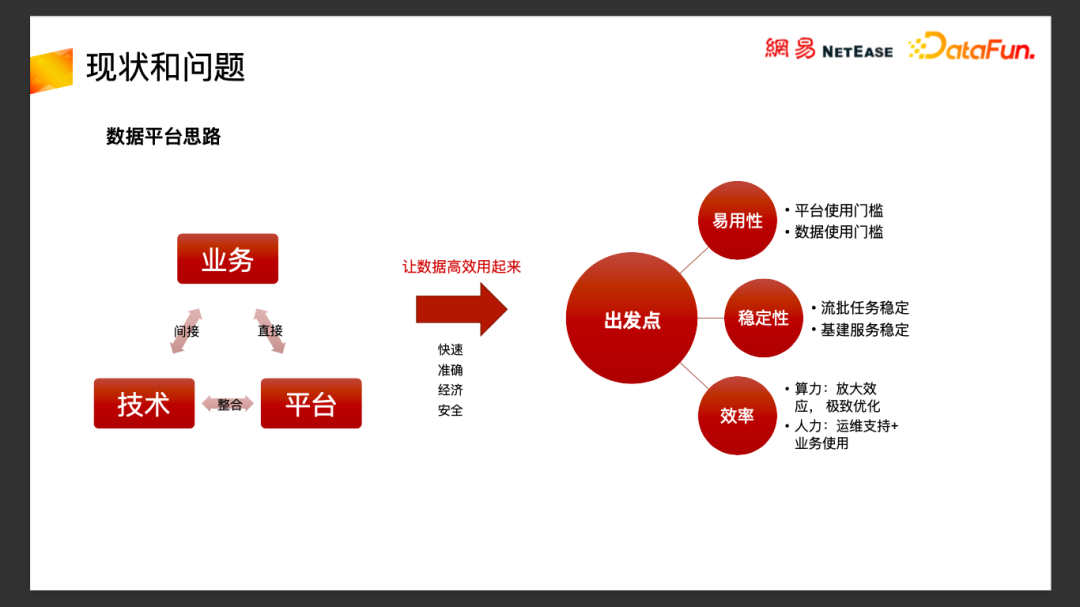 现状和问题
網易 NETEASE
DataFun.
数据平台思路
业务
间接
直接
技术
整合
平台
让数据高效用起来
快速
准确
经济
安全
出发点
易用性
• 平台使用门槛
• 数据使用门槛
稳定性
• 流批任务稳定
• 基建服务稳定
效率
• 算力：放大效
应， 极致优化
• 人力：运维支持+
业务使用